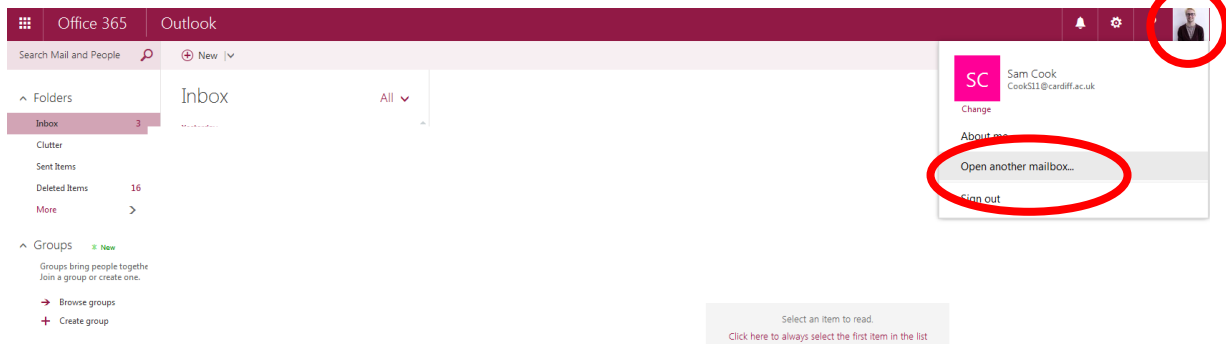 Office 365 Outlook
Search Mail and People
New
Folders
Inbox 3
Clutter
Sent Items
Deleted Items 16
More
Groups New
Groups bring people togethe
Join a group or create one.
Browse groups
Create group
Inbox All
SC
Sam Cook
CookS11@cardiff.ac.uk
Change
About me
Open another mailbox...
Sign out
Select an item to read.
Click here to always select the first item in the list